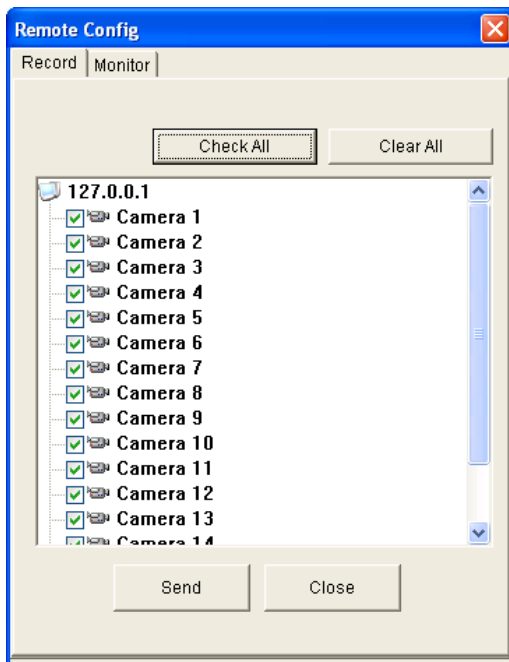 Remote Config
Record Monitor
Check All Clear All
127.0.0.1
Camera 1
Camera 2
Camera 3
Camera 4
Camera 5
Camera 6
Camera 7
Camera 8
Camera 9
Camera 10
Camera 11
Camera 12
Camera 13
Camera 14
Send Close